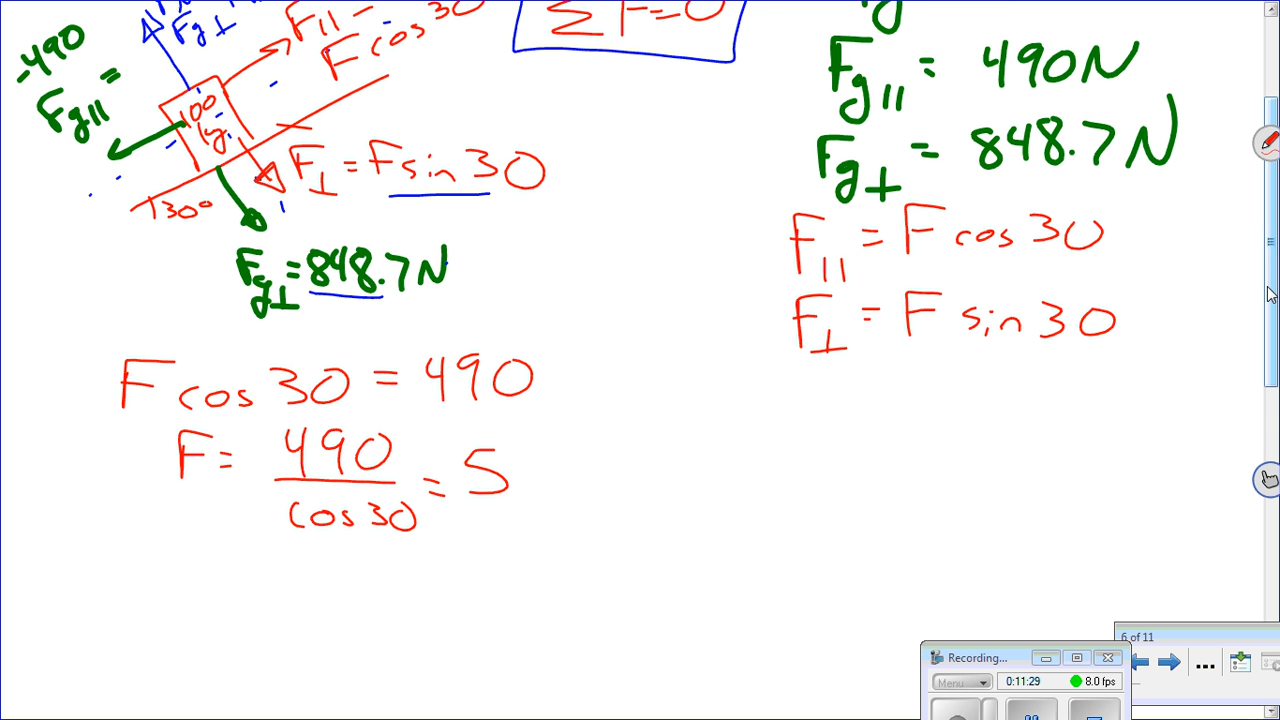 -490
Fg|| =
Fg⊥
F|| =
F cos 30
ΣF=0
100
kg
F⊥ = F sin 30
30°
Fg⊥ = 848.7N
Fg|| = 490N
Fg⊥ = 848.7N
F|| = F cos 30
F⊥ = F sin 30
F cos 30 = 490
F = 490 / cos 30 = 5
6 of 11
Recording...
Menu
0:11:29
8.0 fps
...